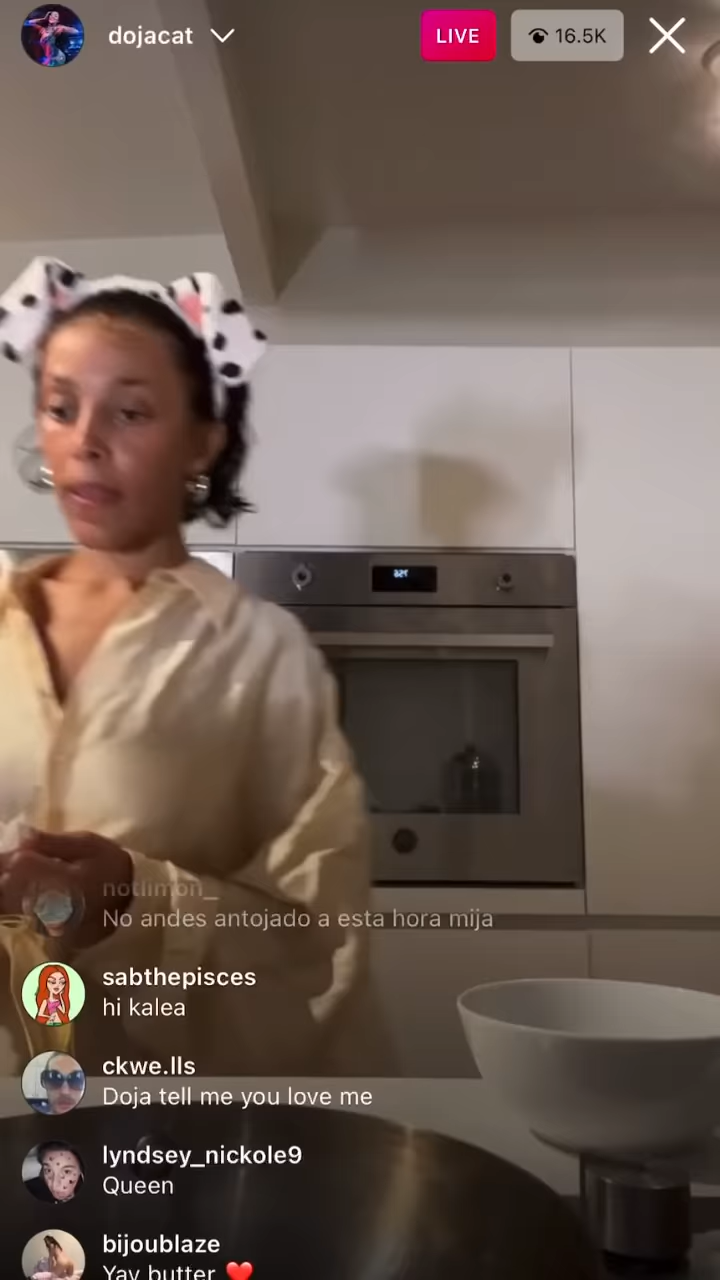 dojacat
LIVE
16.5K
notlimon_
No andes antojado a esta hora mija
sabthepisces
hi kalea
ckwe.lls
Doja tell me you love me
lyndsey_nickole9
Queen
bijoublaze
Yay butter ❤️